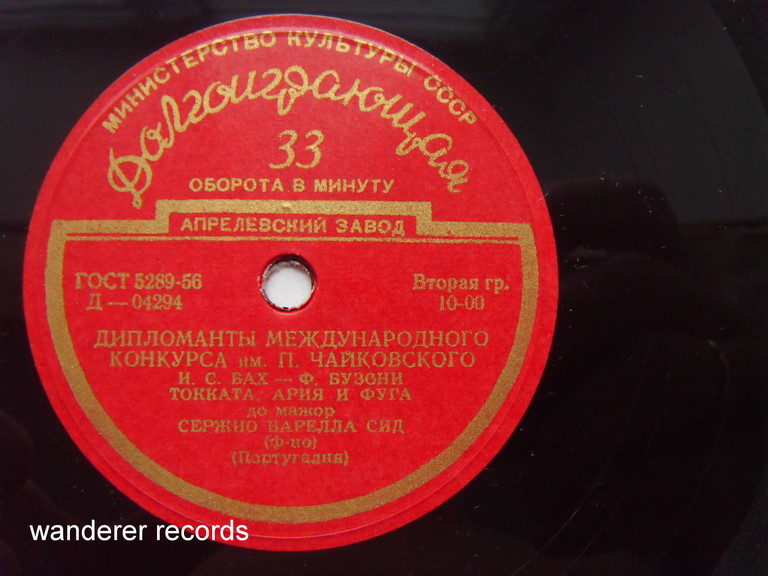 МИНИСТЕРСТВО КУЛЬТУРЫ СССР
Долгоиграющая
33
ОБОРОТА В МИНУТУ
АПРЕЛЕВСКИЙ ЗАВОД
ГОСТ 5289-56
Вторая гр.
Д — 04294
10-00
ДИПЛОМАНТЫ МЕЖДУНАРОДНОГО
КОНКУРСА им. П. ЧАЙКОВСКОГО
И. С. БАХ — Ф. БУЗОНИ
ТОККАТА, АРИЯ И ФУГА
до мажор
СЕРЖИО ВАРЕЛЛА СИД
(ф-но)
(Португалия)
wanderer records